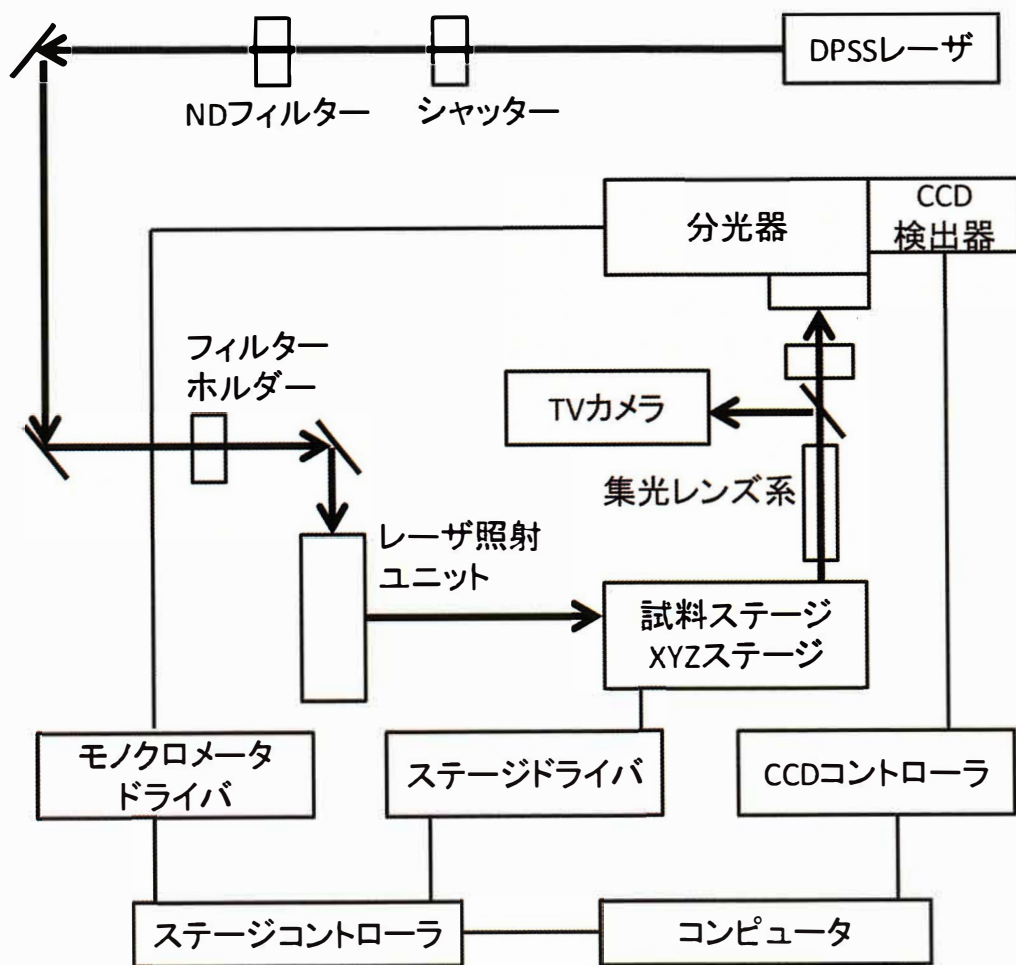 DPSSレーザ
NDフィルター
シャッター
分光器
CCD
検出器
フィルター
ホルダー
TVカメラ
集光レンズ系
レーザ照射
ユニット
試料ステージ
XYZステージ
モノクロメータ
ドライバ
ステージドライバ
CCDコントローラ
ステージコントローラ
コンピュータ